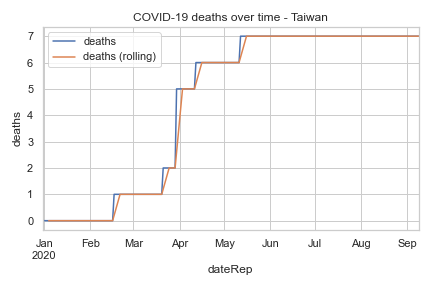 COVID-19 deaths over time - Taiwan
deaths
deaths (rolling)
deaths
7
6
5
4
3
2
1
0
Jan Feb Mar Apr May Jun Jul Aug Sep
2020
dateRep